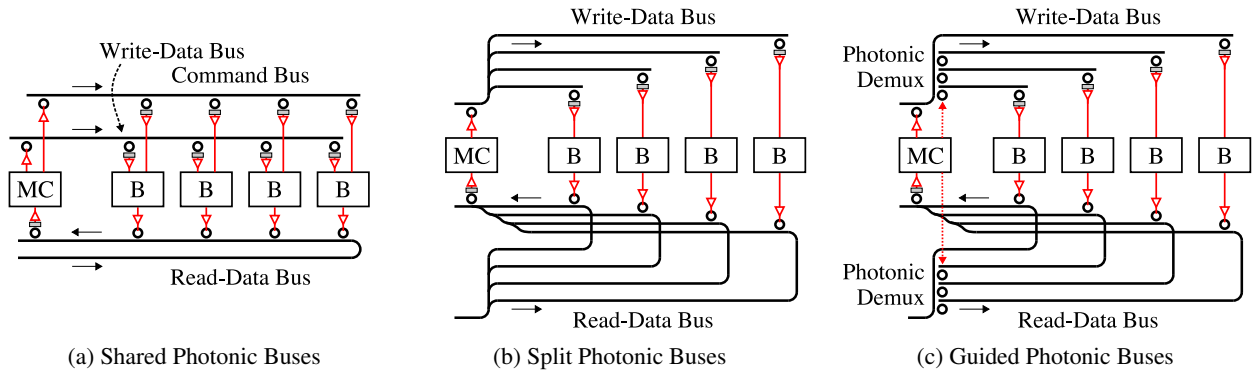 Write-Data Bus
Command Bus
MC
B
B
B
B
Read-Data Bus
(a) Shared Photonic Buses
Write-Data Bus
MC
B
B
B
B
Read-Data Bus
(b) Split Photonic Buses
Write-Data Bus
Photonic
Demux
MC
B
B
B
B
Photonic
Demux
Read-Data Bus
(c) Guided Photonic Buses